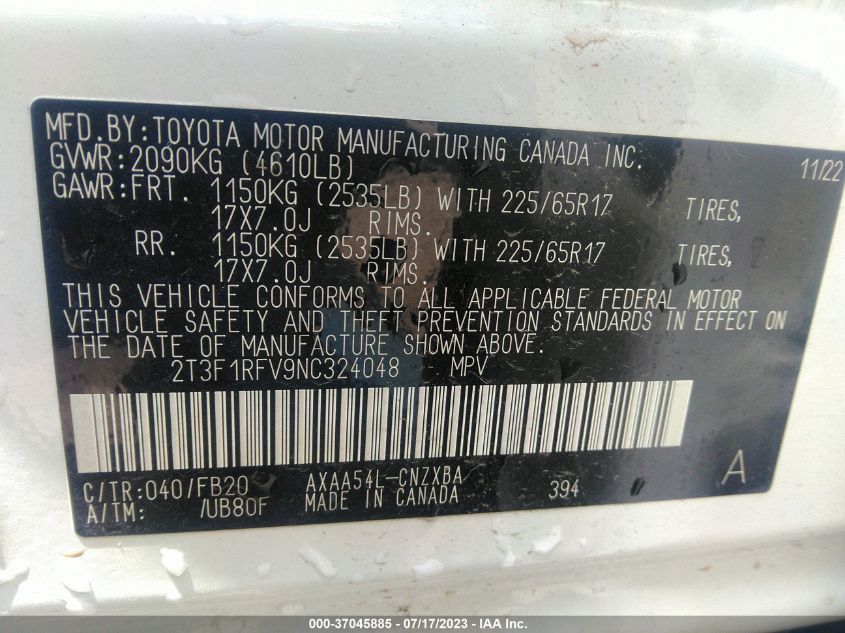 MFD.BY:TOYOTA MOTOR MANUFACTURING CANADA INC.
GVWR:2090KG (4610LB) 11/22
GAWR:FRT. 1150KG (2535LB) WITH 225/65R17 TIRES,
17X7.0J RIMS.
RR. 1150KG (2535LB) WITH 225/65R17 TIRES,
17X7.0J RIMS.
THIS VEHICLE CONFORMS TO ALL APPLICABLE FEDERAL MOTOR
VEHICLE SAFETY AND THEFT PREVENTION STANDARDS IN EFFECT ON
THE DATE OF MANUFACTURE SHOWN ABOVE.
2T3F1RFV9NC324048 MPV
C/TR:040/FB20 AXAA54L-CNZXBA A
A/TM: /UB80F MADE IN CANADA 394
000-37045885 / 07/17/2023 - IAA Inc.